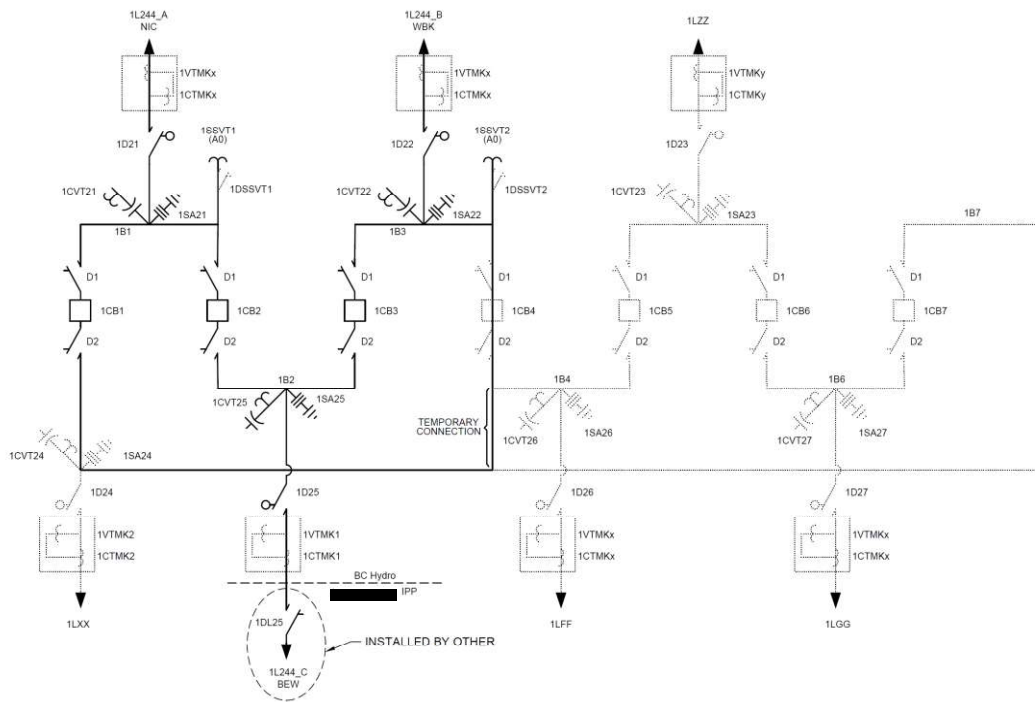 1L244_A
NIC
1L244_B
WBK
1LZZ
1VTMKx
1CTMKx
1VTMKx
1CTMKx
1VTMKy
1CTMKy
1D21
1SSVT1
(A0)
1D22
1SSVT2
(A0)
1D23
1CVT21
1DSSVT1
1CVT22
1DSSVT2
1CVT23
1SA21
1SA22
1SA23
1B1
1B3
1B7
D1
D1
D1
D1
D1
D1
D1
1CB1
1CB2
1CB3
1CB4
1CB5
1CB6
1CB7
D2
D2
D2
D2
D2
D2
D2
1B2
1B4
1B6
1CVT25
1SA25
TEMPORARY
CONNECTION
1CVT26
1SA26
1CVT27
1SA27
1CVT24
1SA24
1D24
1D25
1D26
1D27
1VTMK2
1CTMK2
1VTMK1
1CTMK1
1VTMKx
1CTMKx
1VTMKx
1CTMKx
BC Hydro
IPP
1LXX
1DL25
1LFF
1LGG
INSTALLED BY OTHER
1L244_C
BEW